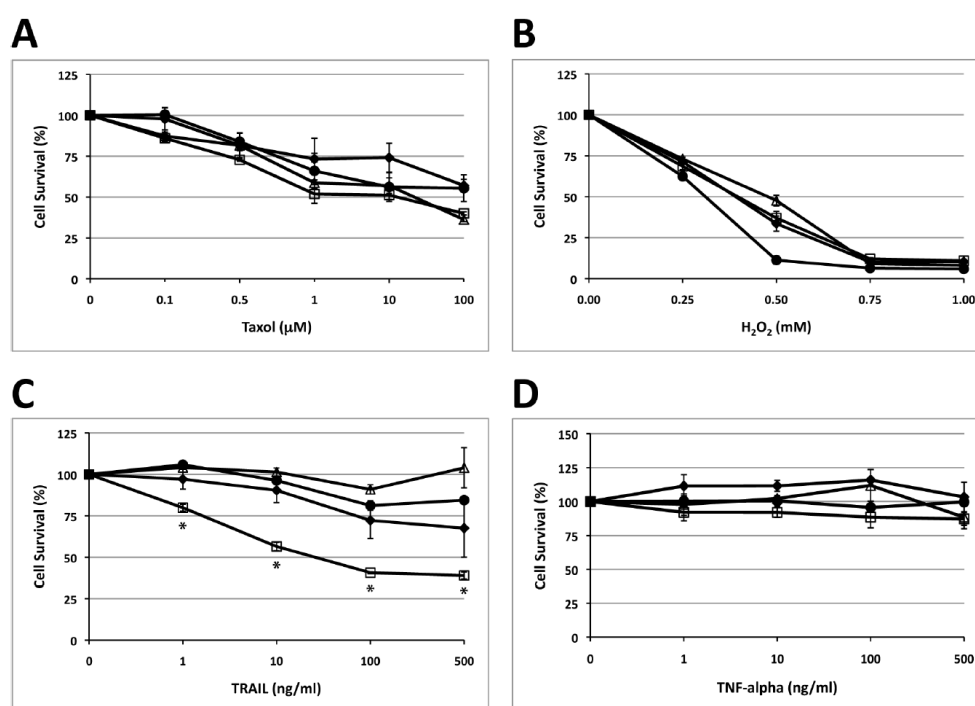 A
125
100
75
50
25
0
Cell Survival (%)
0 0.1 0.5 1 10 100
Taxol (µM)
B
125
100
75
50
25
0
Cell Survival (%)
0.00 0.25 0.50 0.75 1.00
H₂O₂ (mM)
C
125
100
75
50
25
0
Cell Survival (%)
* * * *
0 1 10 100 500
TRAIL (ng/ml)
D
150
125
100
75
50
25
0
Cell Survival (%)
0 1 10 100 500
TNF-alpha (ng/ml)